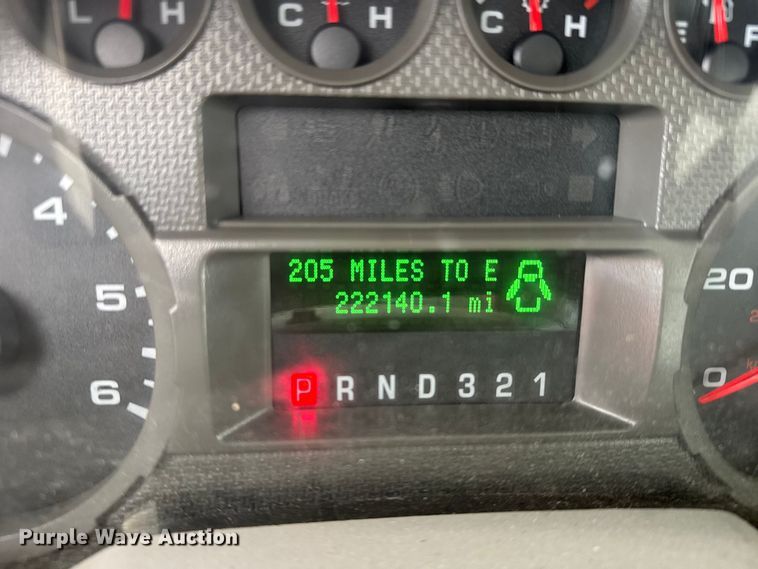 L H
C H
C H
E F
4
5
6
205 MILES TO E
222140.1 mi
P R N D 3 2 1
20
0
Purple Wave Auction